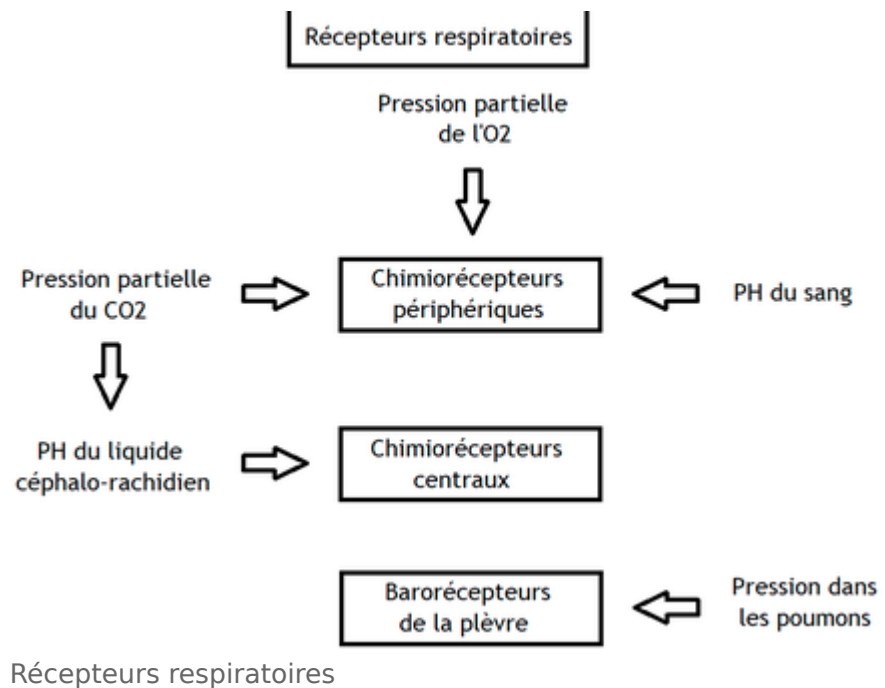 Récepteurs respiratoires
Pression partielle
de l'O2
Pression partielle
du CO2
Chimiorécepteurs
périphériques
PH du sang
PH du liquide
céphalo-rachidien
Chimiorécepteurs
centraux
Barorécepteurs
de la plèvre
Pression dans
les poumons
Récepteurs respiratoires